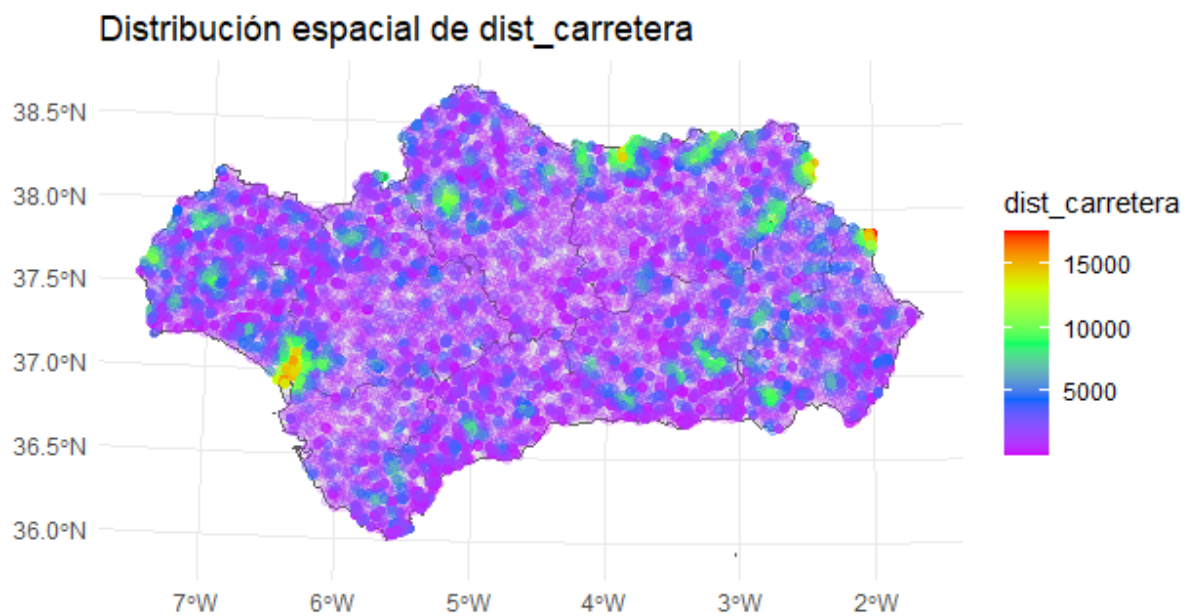 Distribución espacial de dist_carretera
38.5°N
38.0°N
37.5°N
37.0°N
36.5°N
36.0°N
7°W
6°W
5°W
4°W
3°W
2°W
dist_carretera
15000
10000
5000